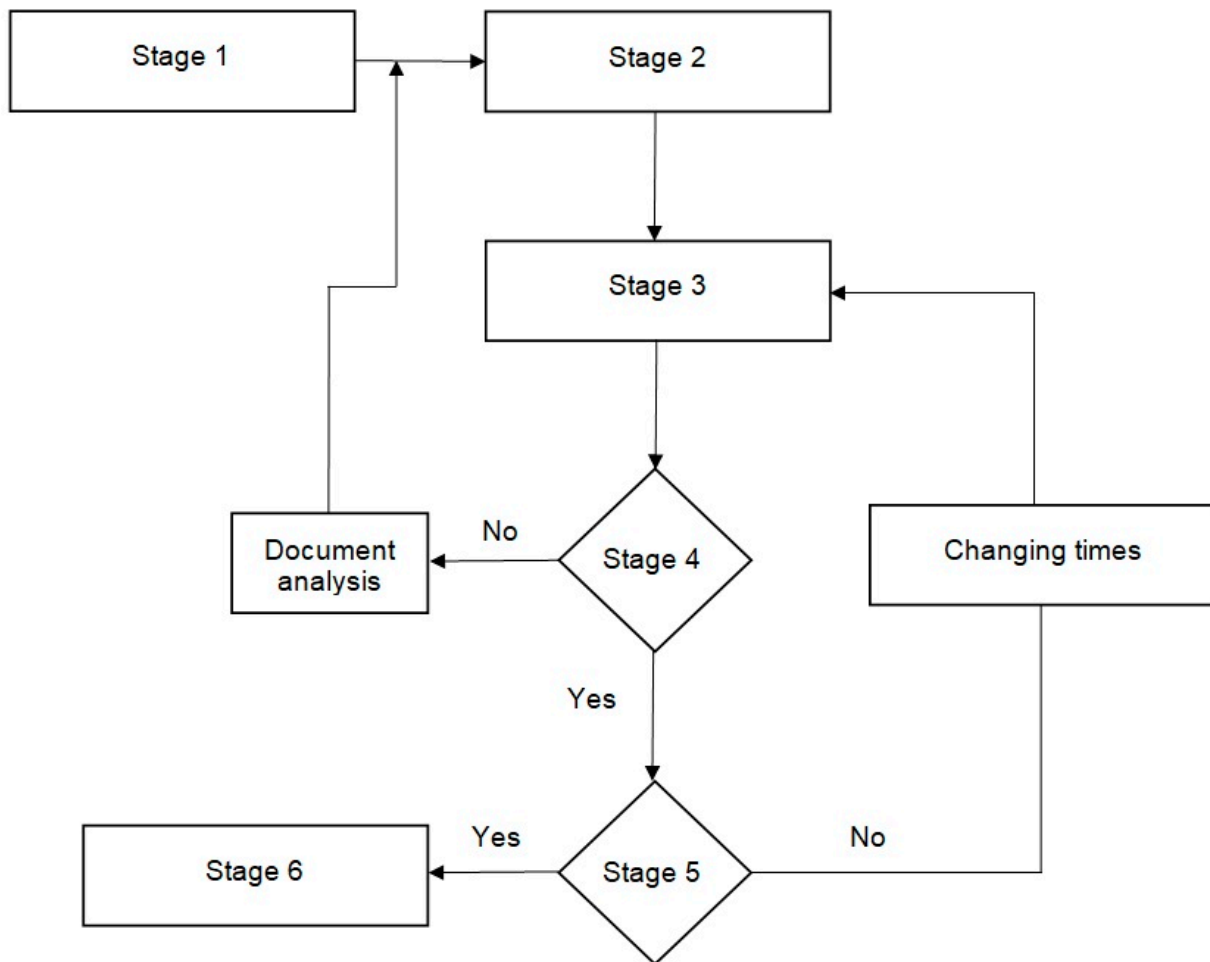 Stage 1
Stage 2
Stage 3
No
Stage 4
Document
analysis
Changing times
Yes
Yes
No
Stage 6
Stage 5